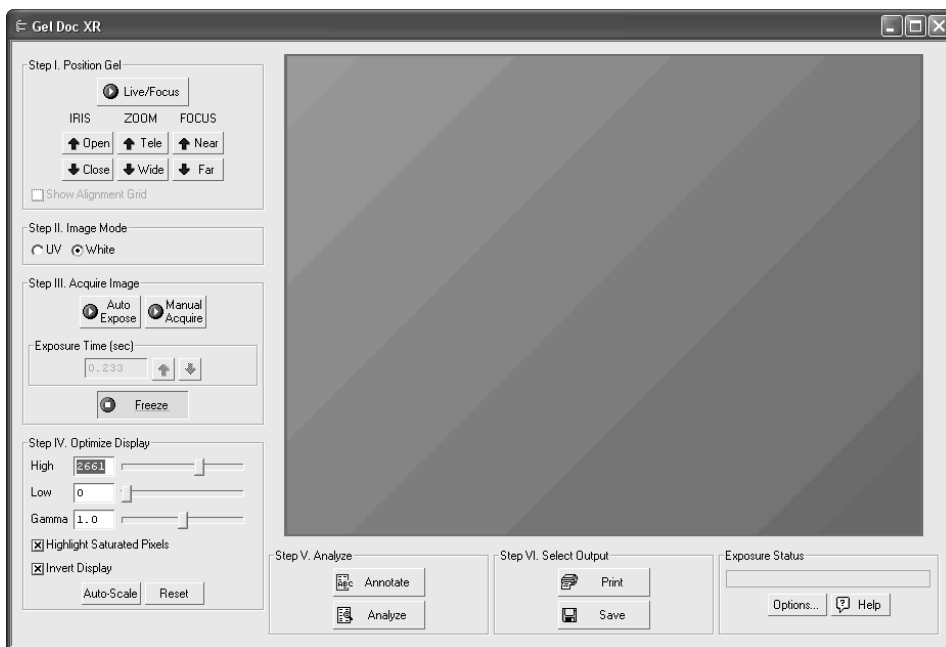 Gel Doc XR
Step I. Position Gel
Live/Focus
IRIS ZOOM FOCUS
Open Tele Near
Close Wide Far
Show Alignment Grid
Step II. Image Mode
UV White
Step III. Acquire Image
Auto Expose
Manual Acquire
Exposure Time (sec)
0.233
Freeze
Step IV. Optimize Display
High 2661
Low 0
Gamma 1.0
Highlight Saturated Pixels
Invert Display
Auto-Scale Reset
Step V. Analyze
ABC Annotate
Analyze
Step VI. Select Output
Print
Save
Exposure Status
Options... ? Help